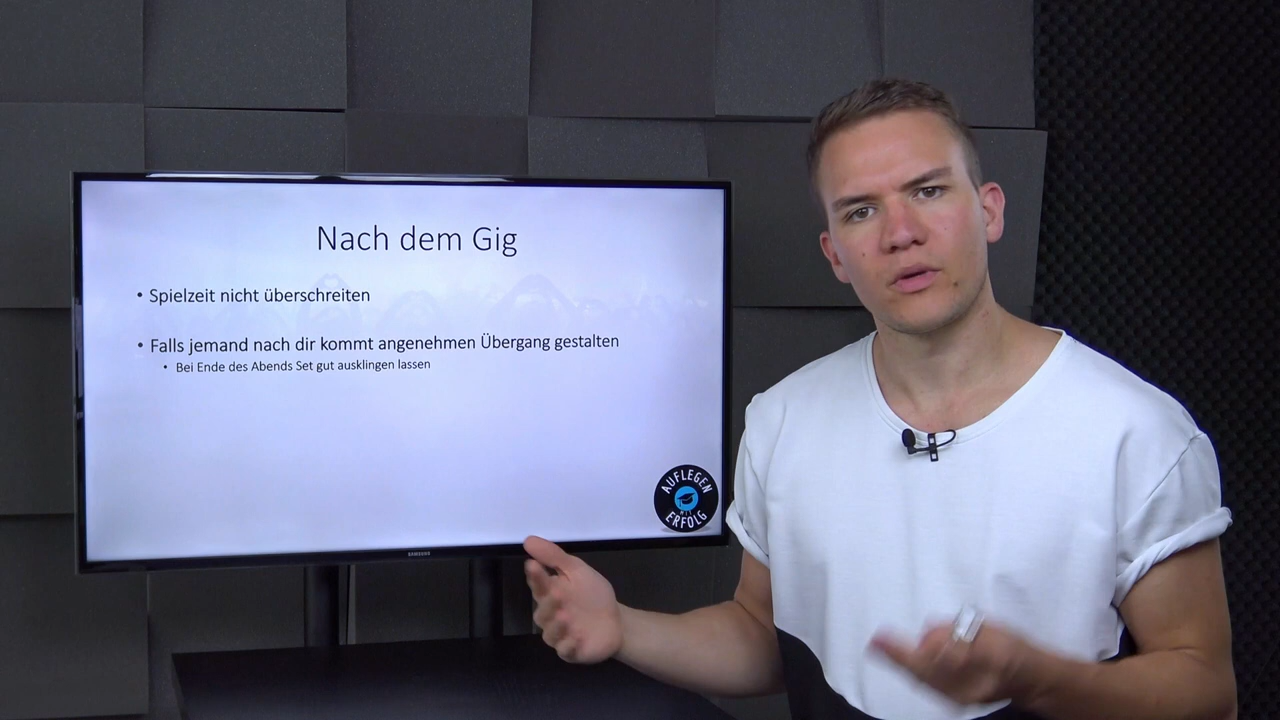 Nach dem Gig
• Spielzeit nicht überschreiten
• Falls jemand nach dir kommt angenehmen Übergang gestalten
• Bei Ende des Abends Set gut ausklingen lassen
AUFLEGEN
MIT
ERFOLG
SAMSUNG